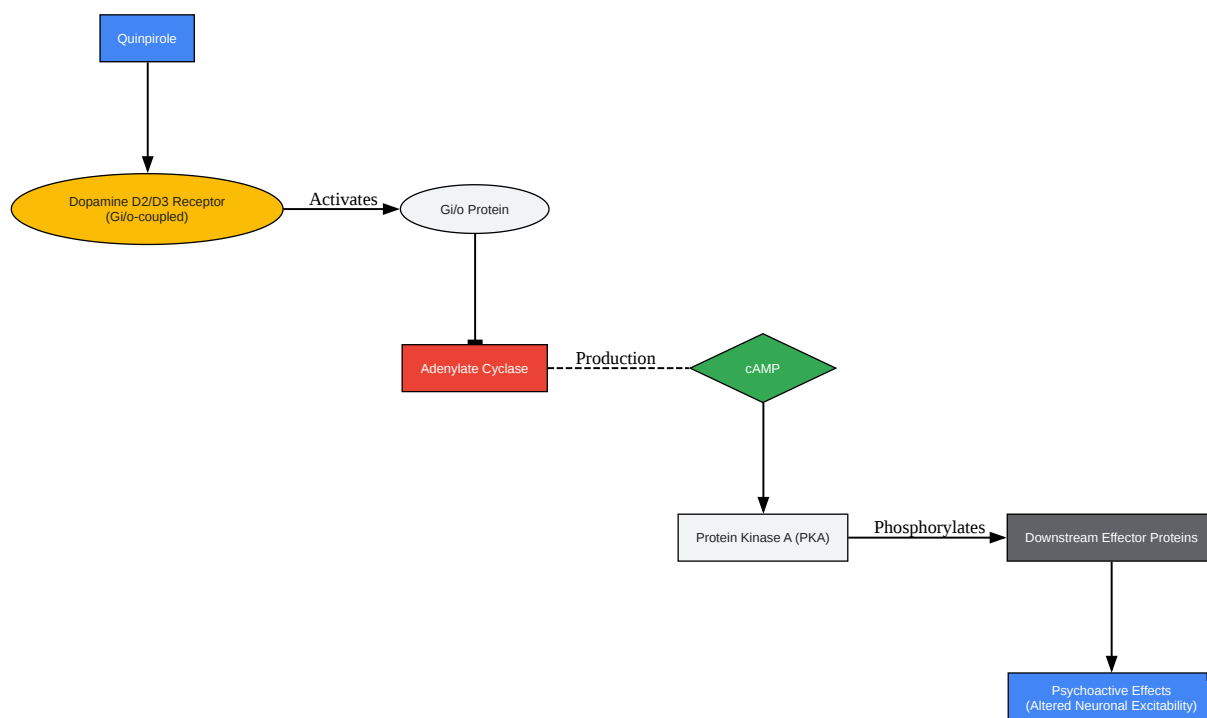 Quinpirole
Dopamine D2/D3 Receptor
(Gi/o-coupled)
Activates
Gi/o Protein
Adenylate Cyclase
Production
cAMP
Protein Kinase A (PKA)
Phosphorylates
Downstream Effector Proteins
Psychoactive Effects
(Altered Neuronal Excitability)